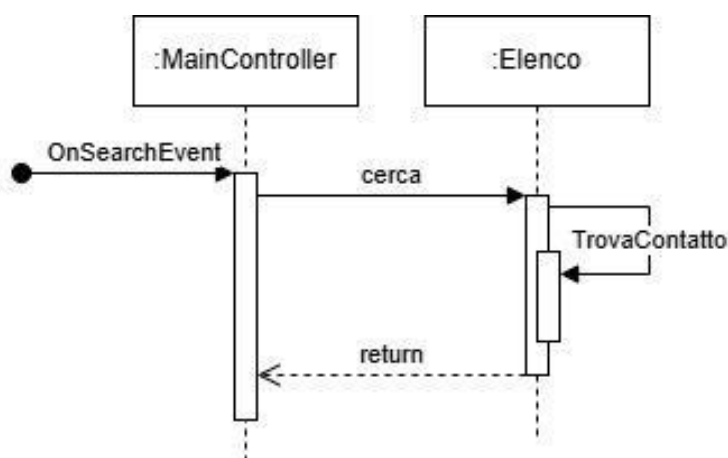 :MainController
:Elenco
OnSearchEvent
cerca
TrovaContatto
return